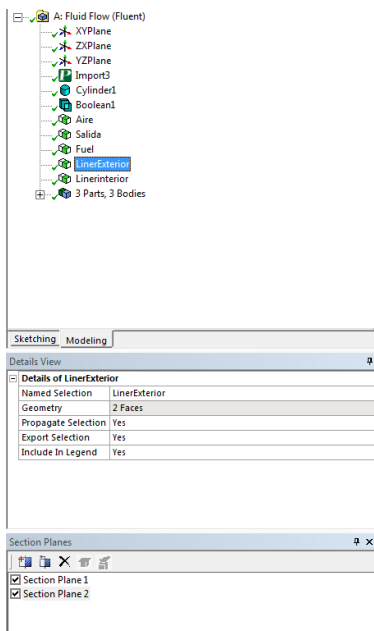 A: Fluid Flow (Fluent)
XYPlane
ZXPlane
YZPlane
Import3
Cylinder1
Boolean1
Aire
Salida
Fuel
LinerExterior
Linerinterior
3 Parts, 3 Bodies
Sketching Modeling
Details View
Details of LinerExterior
Named Selection LinerExterior
Geometry 2 Faces
Propagate Selection Yes
Export Selection Yes
Include In Legend Yes
Section Planes
Section Plane 1
Section Plane 2